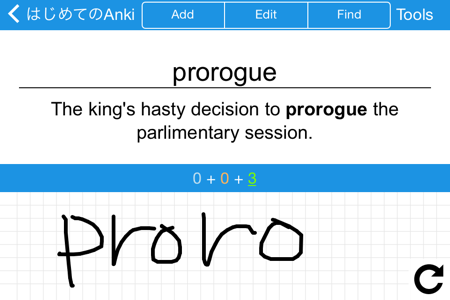 はじめてのAnki Add Edit Find Tools
prorogue
The king's hasty decision to prorogue the
parlimentary session.
0 + 0 + 3
proro